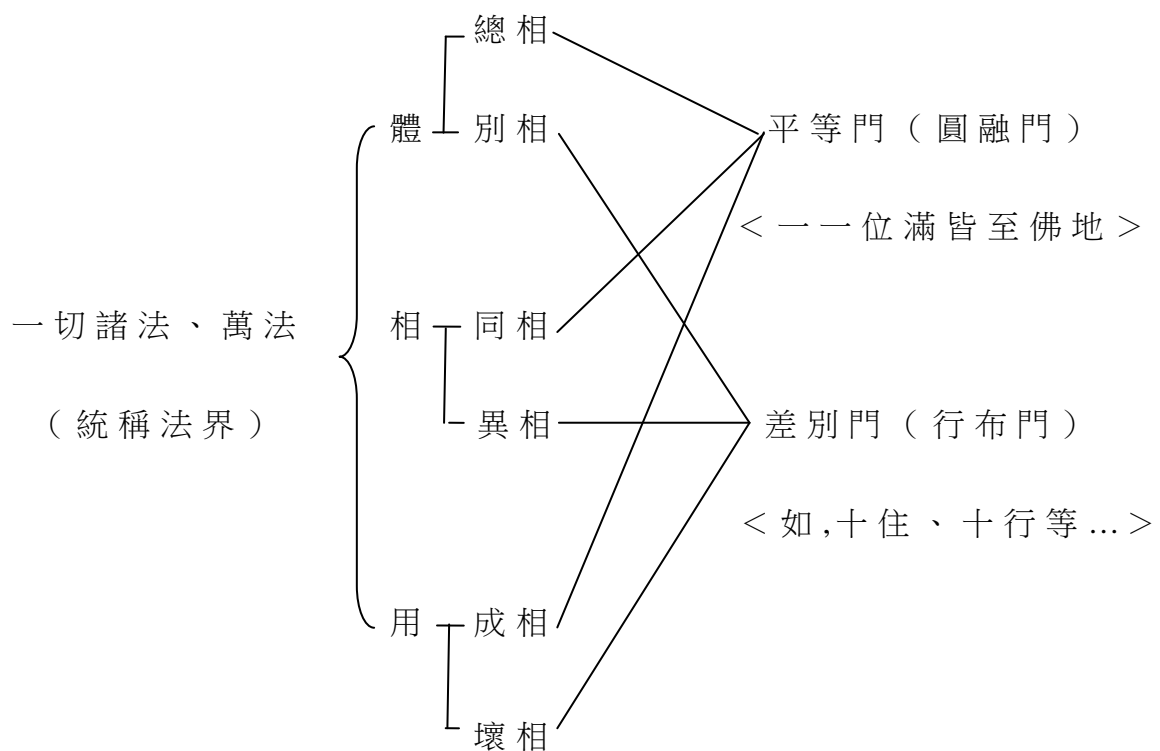 總相
體 別相 平等門（圓融門）
＜一一位滿皆至佛地＞
一切諸法、萬法 相 同相
（統稱法界） 異相 差別門（行布門）
＜如,十住、十行等...＞
用 成相
壞相